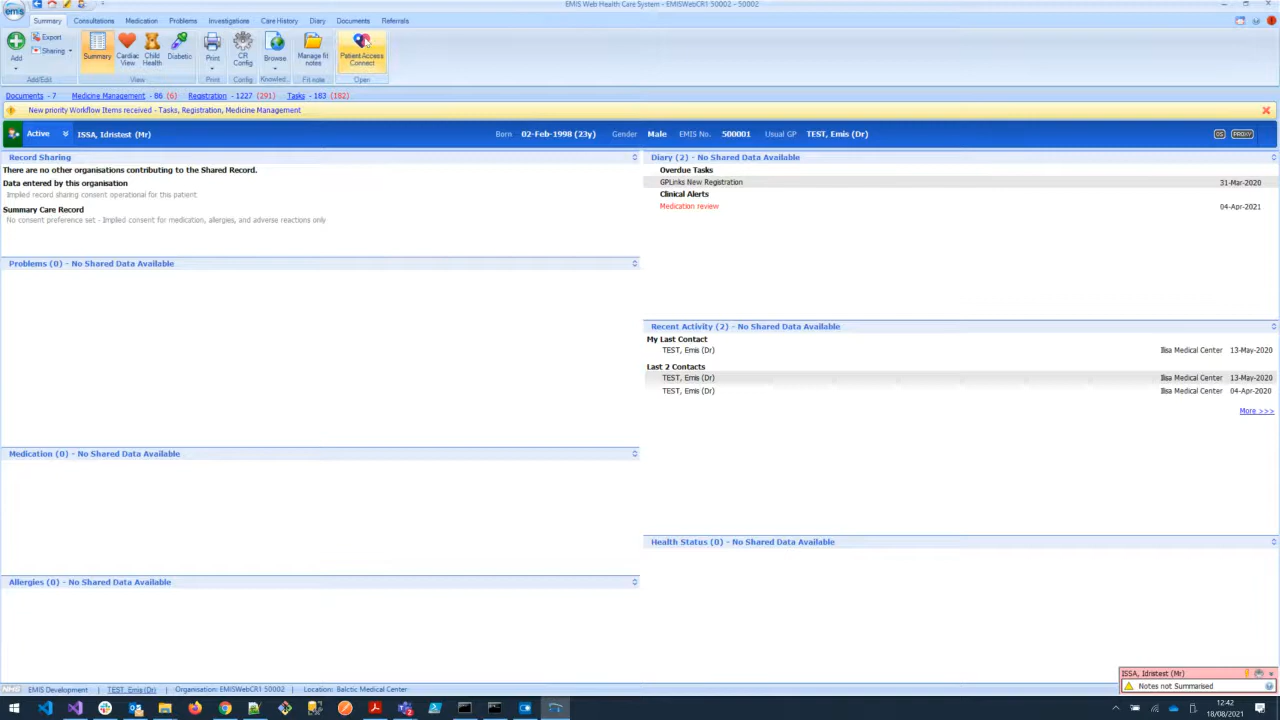 EMIS Web Health Care System - EMISWebCR1 50002 - 50002
emis
Summary Consultations Medication Problems Investigations Care History Diary Documents Referrals
Add
Export
Sharing
Summary
Cardiac View
Child Health
Diabetic
Print
CR Config
Browse
Manage fit notes
Patient Access Connect
Add/Edit View Print Config Knowled... Fit note Open
Documents - 7 Medicine Management - 86 (6) Registration - 1227 (291) Tasks - 183 (182)
New priority Workflow Items received - Tasks, Registration, Medicine Management
Active ISSA, Idristest (Mr) Born 02-Feb-1998 (23y) Gender Male EMIS No. 500001 Usual GP TEST, Emis (Dr) OS PROXY
Record Sharing
There are no other organisations contributing to the Shared Record.
Data entered by this organisation
Implied record sharing consent operational for this patient
Summary Care Record
No consent preference set - Implied consent for medication, allergies, and adverse reactions only
Problems (0) - No Shared Data Available
Medication (0) - No Shared Data Available
Allergies (0) - No Shared Data Available
Diary (2) - No Shared Data Available
Overdue Tasks
GPLinks New Registration 31-Mar-2020
Clinical Alerts
Medication review 04-Apr-2021
Recent Activity (2) - No Shared Data Available
My Last Contact
TEST, Emis (Dr) Ilisa Medical Center 13-May-2020
Last 2 Contacts
TEST, Emis (Dr) Ilisa Medical Center 13-May-2020
TEST, Emis (Dr) Ilisa Medical Center 04-Apr-2020
More >>>
Health Status (0) - No Shared Data Available
ISSA, Idristest (Mr)
Notes not Summarised
NHS EMIS Development | TEST, Emis (Dr) | Organisation: EMISWebCR1 50002 | Location: Balctic Medical Center
12:42
18/08/2021